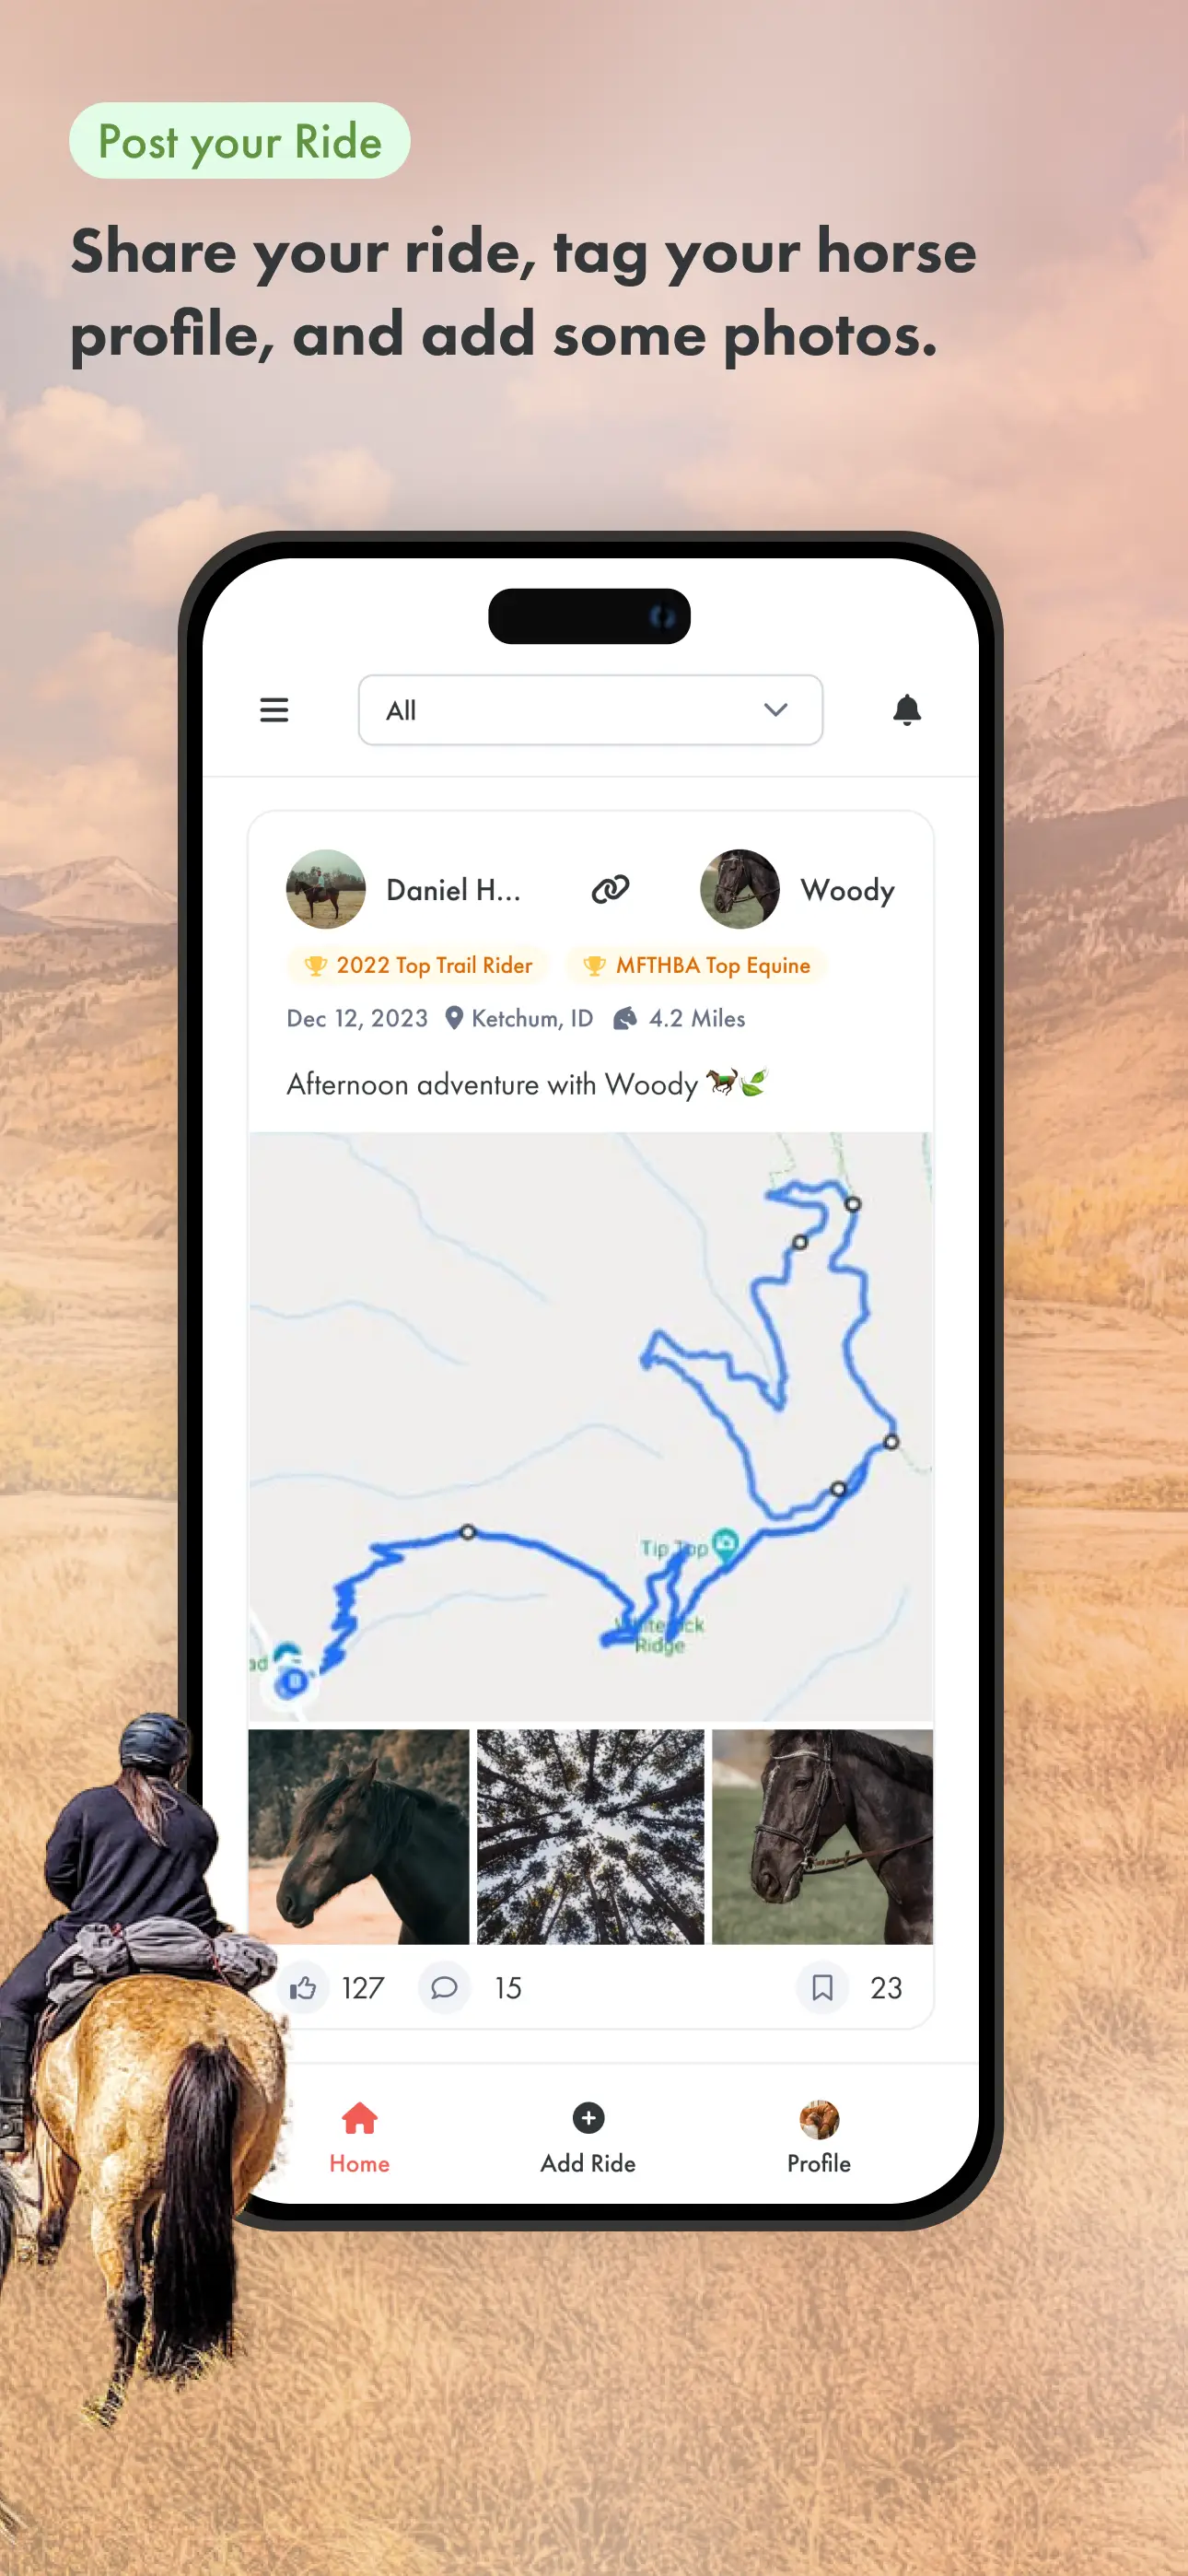 Post your Ride
Share your ride, tag your horse
profile, and add some photos.
All
Daniel H...
Woody
2022 Top Trail Rider
MFTHBA Top Equine
Dec 12, 2023 Ketchum, ID 4.2 Miles
Afternoon adventure with Woody 🐎🍃
Tip Top
Ridge
ad
127
15
23
Home
Add Ride
Profile